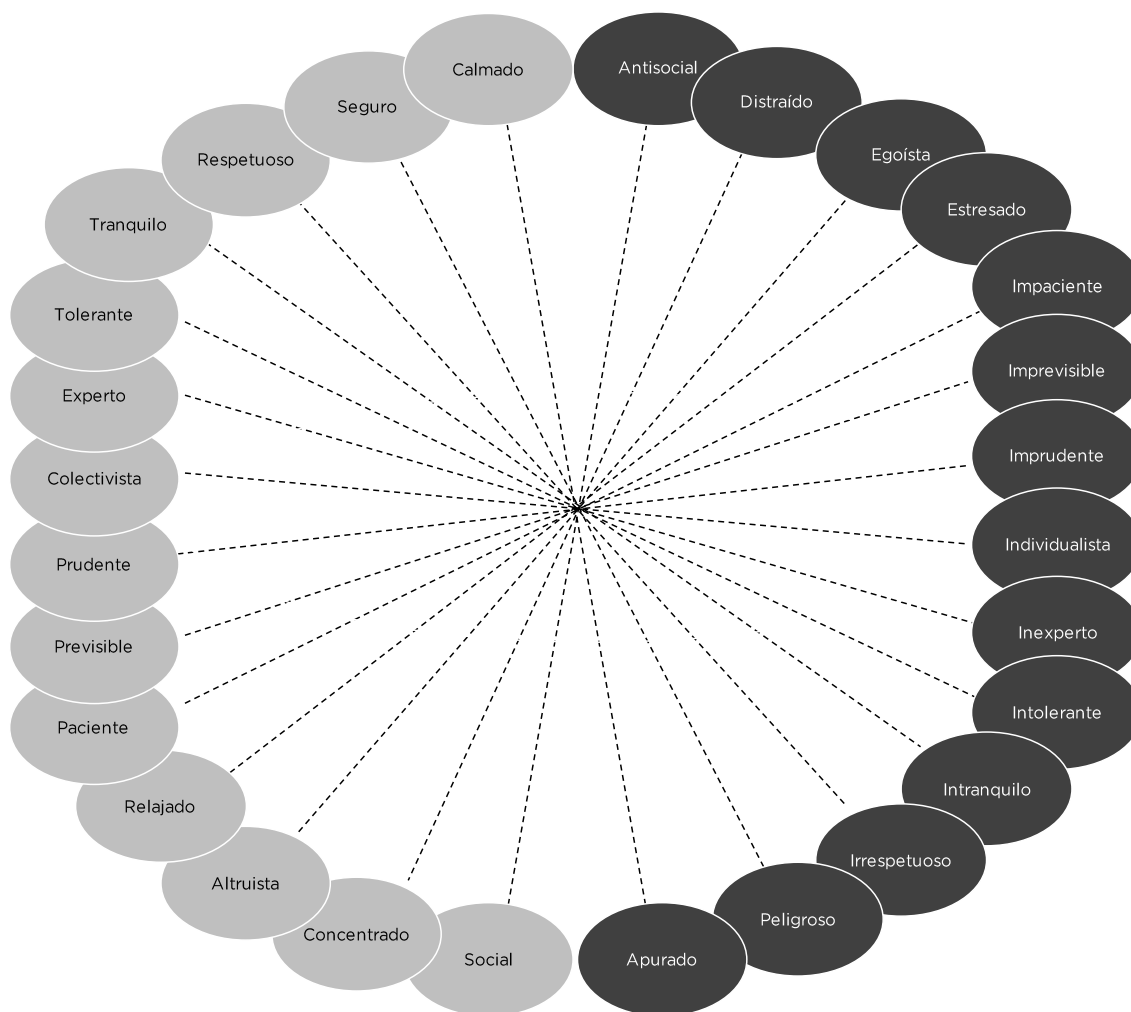 Calmado
Antisocial
Seguro
Distraído
Respetuoso
Egoísta
Tranquilo
Estresado
Tolerante
Impaciente
Experto
Imprevisible
Colectivista
Imprudente
Prudente
Individualista
Previsible
Inexperto
Paciente
Intolerante
Relajado
Intranquilo
Altruista
Irrespetuoso
Concentrado
Peligroso
Social
Apurado